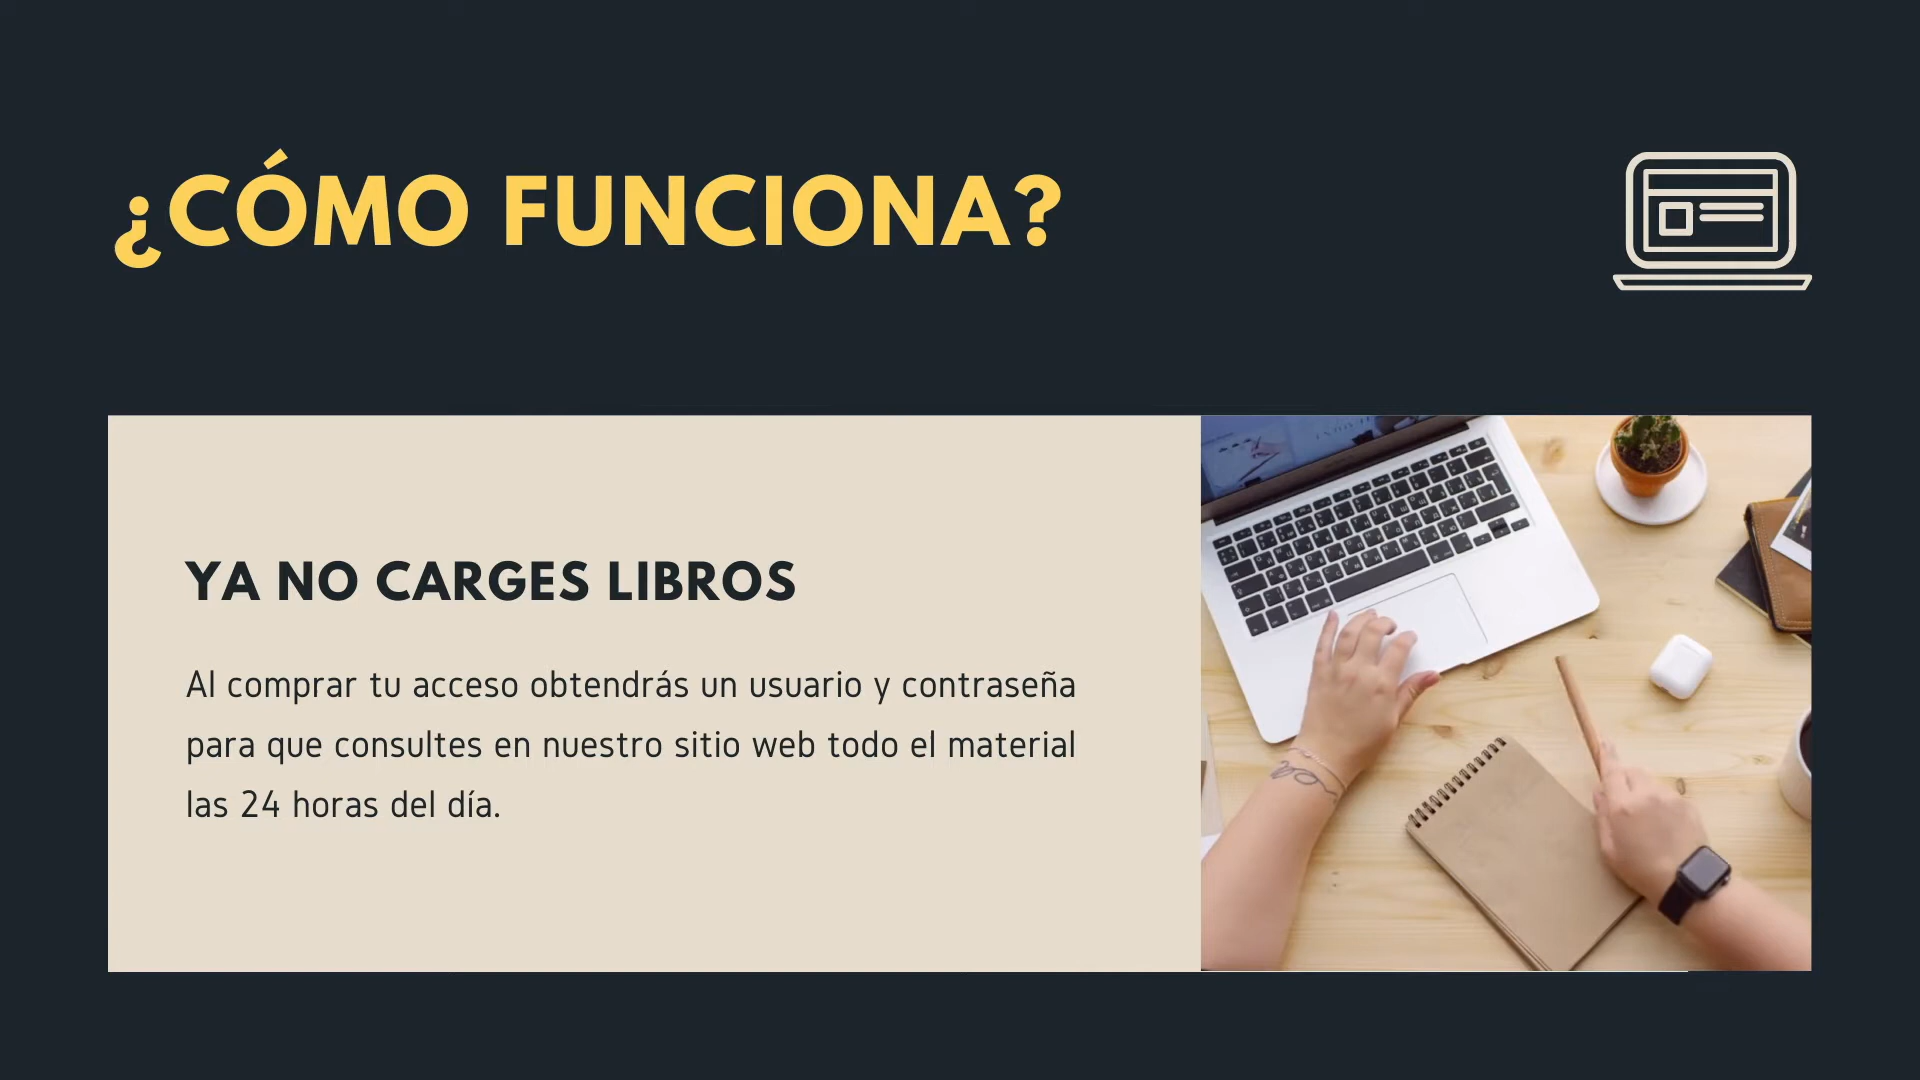 ¿CÓMO FUNCIONA?
YA NO CARGES LIBROS
Al comprar tu acceso obtendrás un usuario y contraseña
para que consultes en nuestro sitio web todo el material
las 24 horas del día.